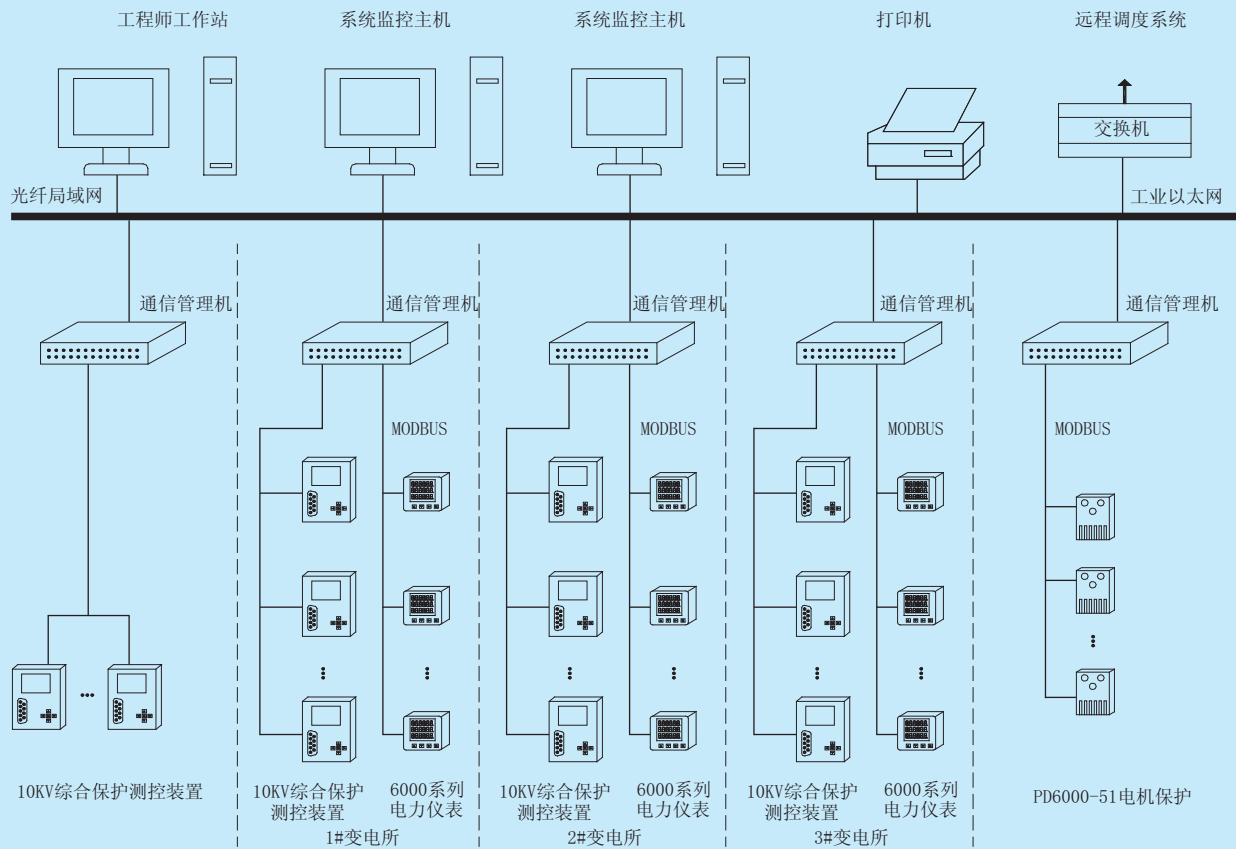 工程师工作站
系统监控主机
系统监控主机
打印机
远程调度系统
交换机
光纤局域网
工业以太网
通信管理机
通信管理机
通信管理机
通信管理机
通信管理机
MODBUS
MODBUS
MODBUS
MODBUS
10KV综合保护测控装置
10KV综合保护
测控装置
6000系列
电力仪表
1#变电所
10KV综合保护
测控装置
6000系列
电力仪表
2#变电所
10KV综合保护
测控装置
6000系列
电力仪表
3#变电所
PD6000-51电机保护